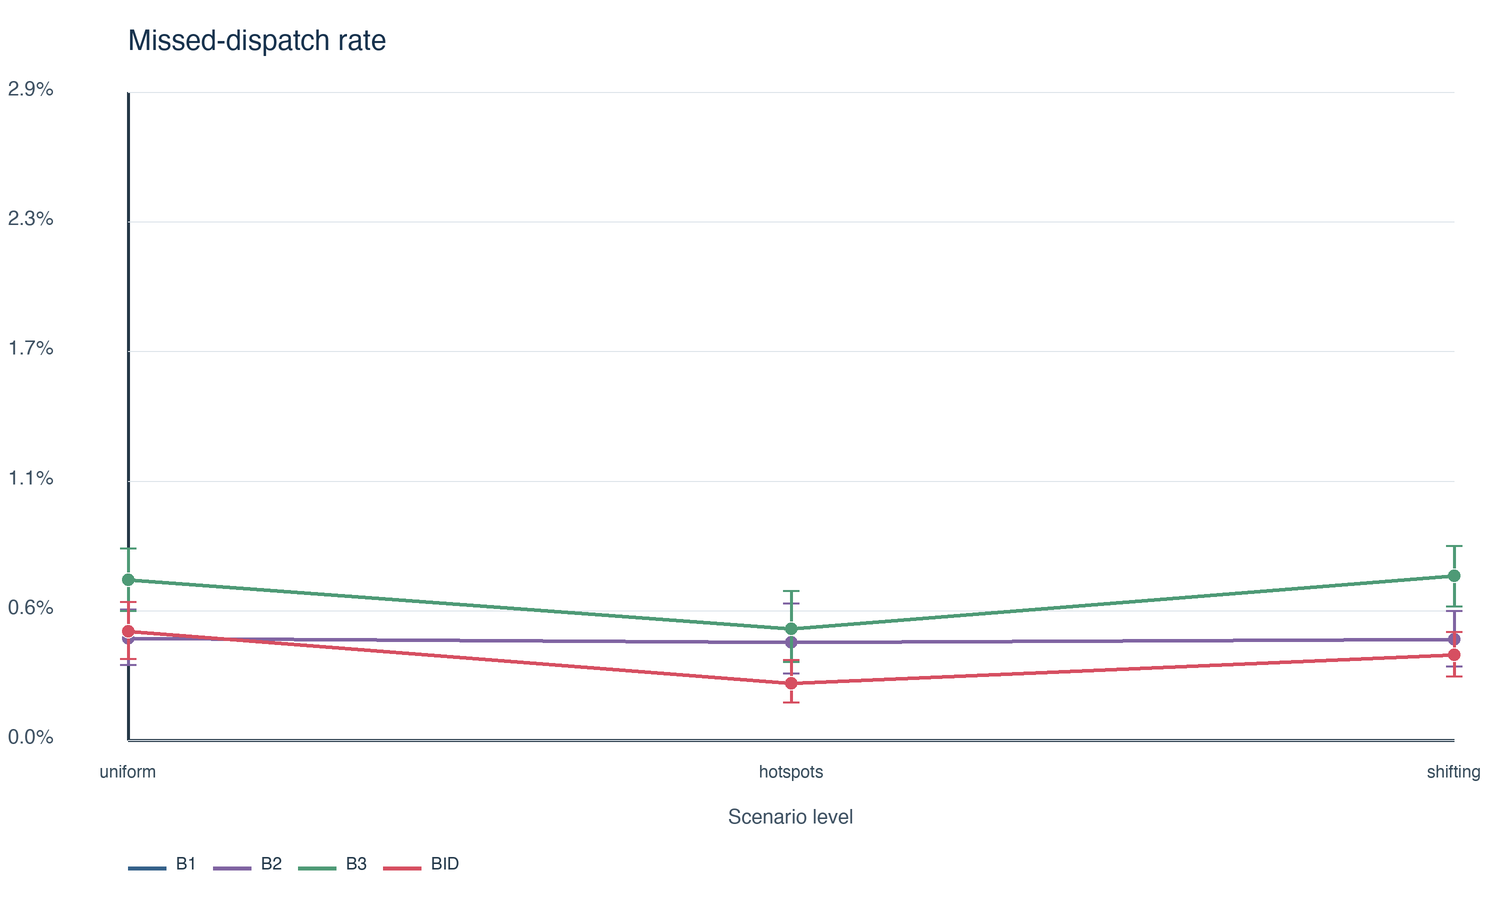 Missed-dispatch rate
2.9%
2.3%
1.7%
1.1%
0.6%
0.0%
uniform hotspots shifting
Scenario level
B1 B2 B3 BID